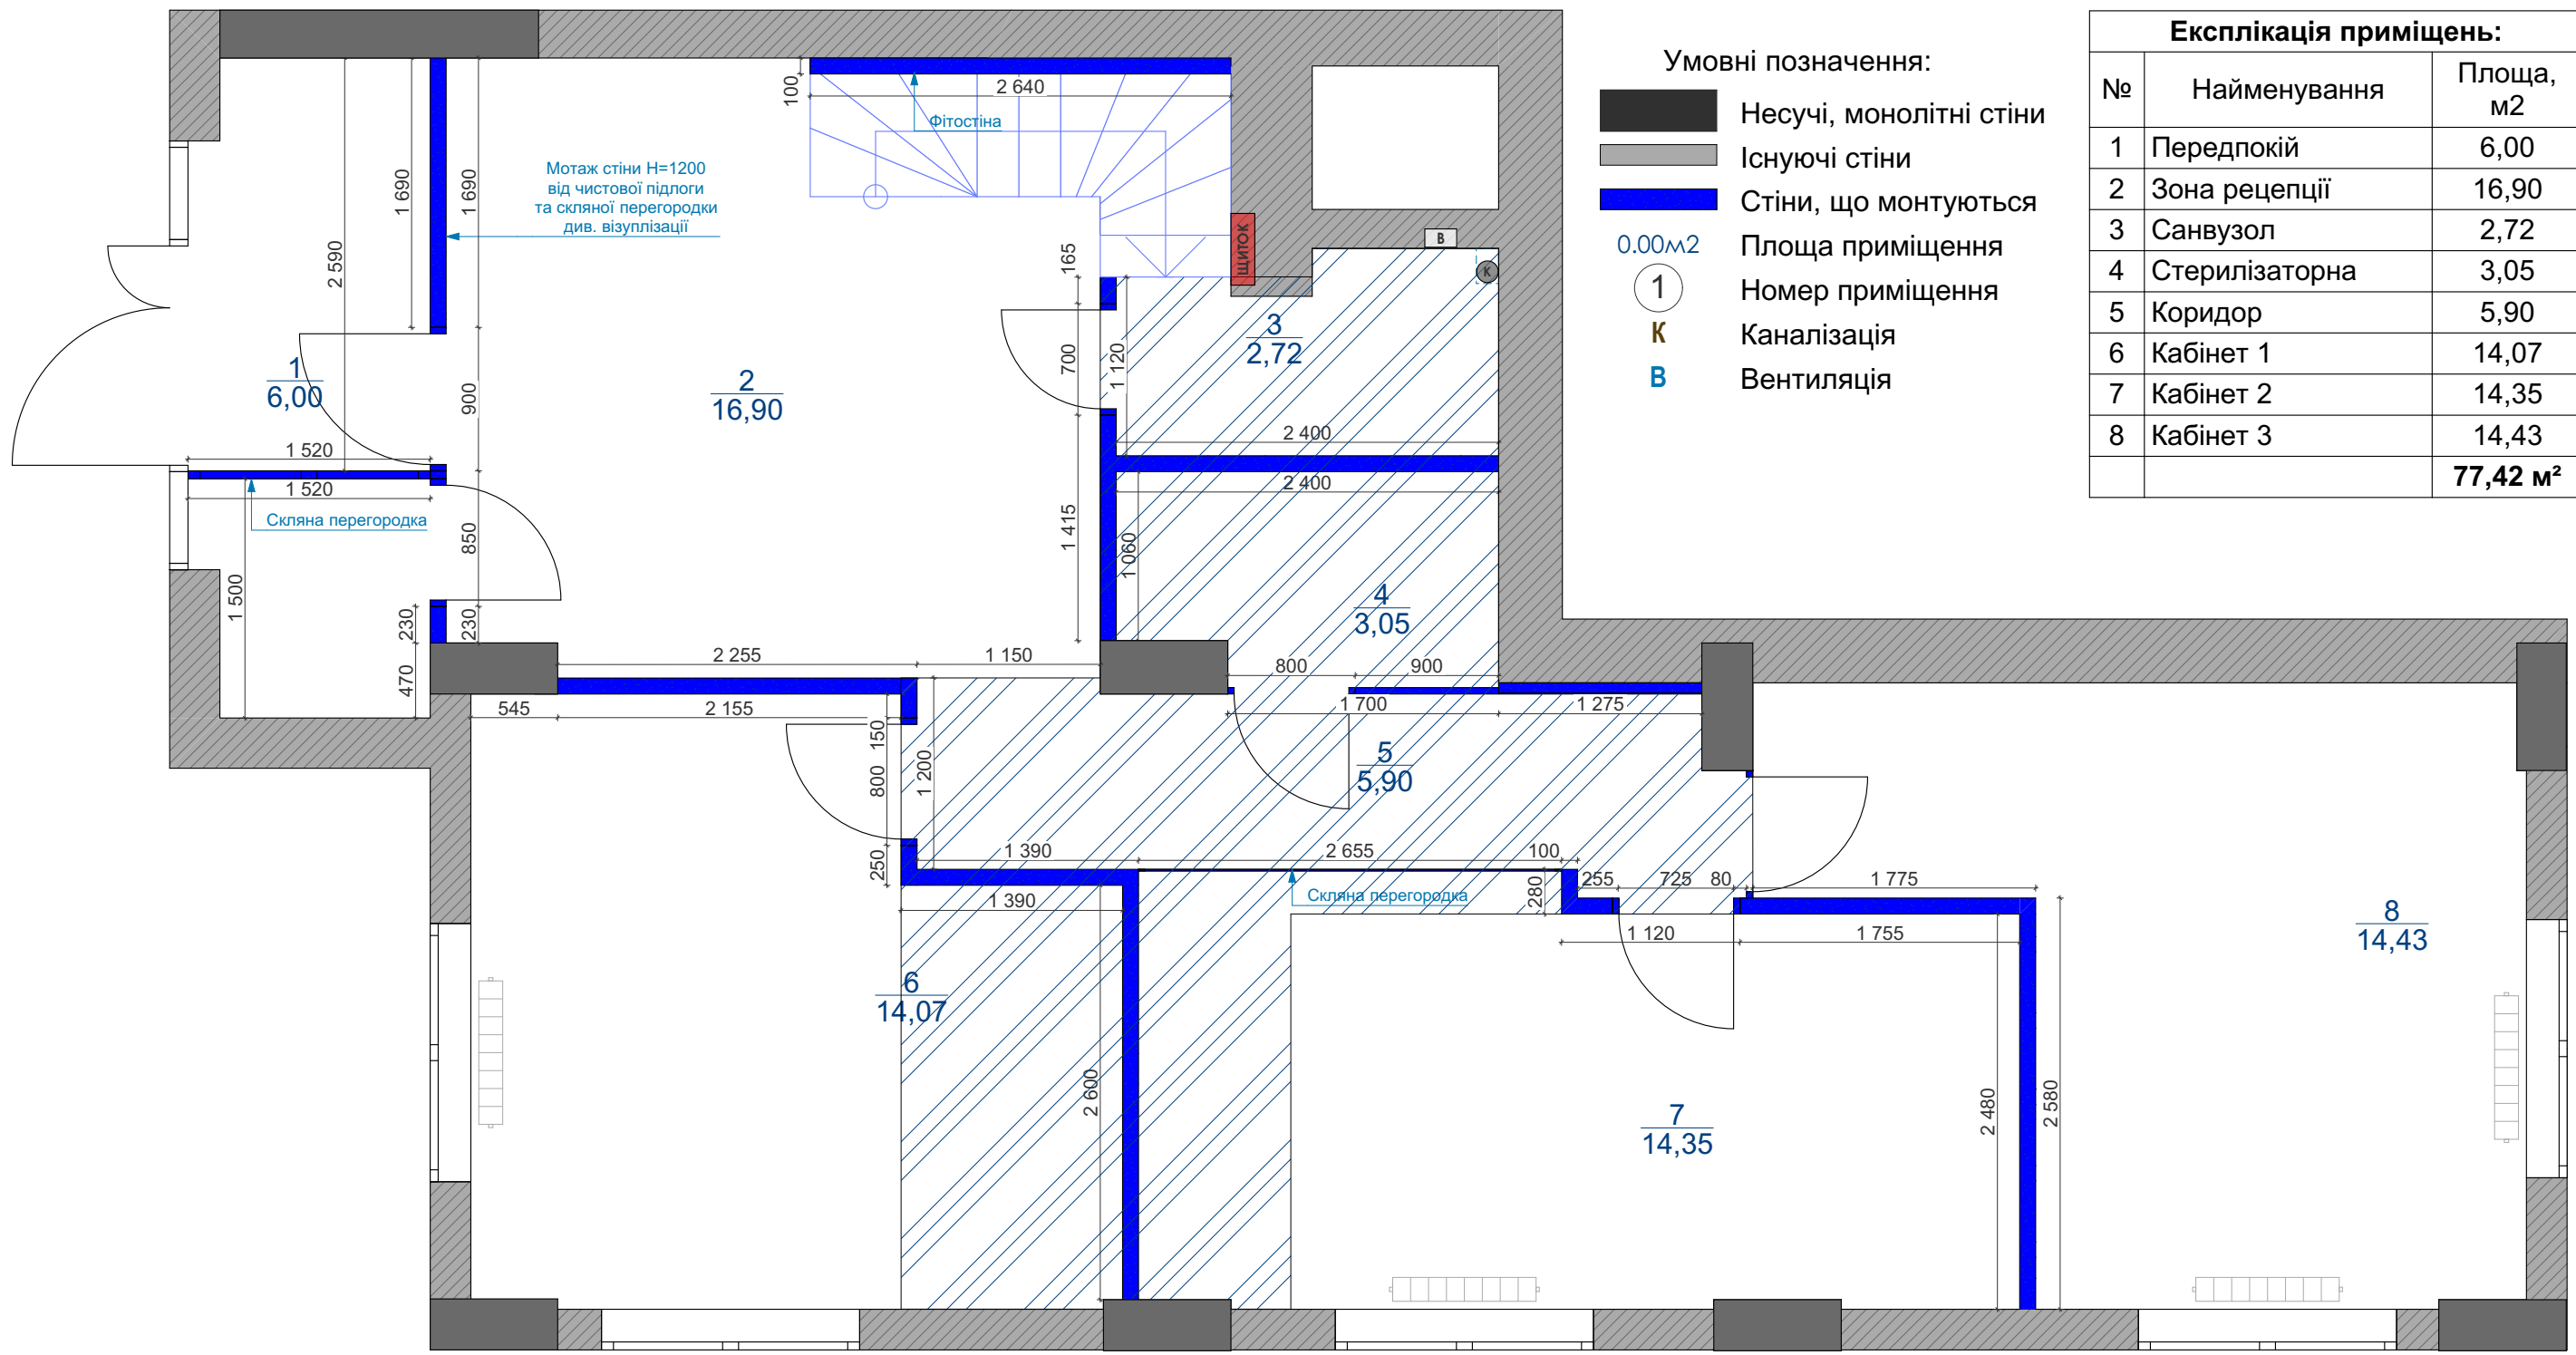 Експлікація приміщень:
№ Найменування Площа, м2
1 Передпокій 6,00
2 Зона рецепції 16,90
3 Санвузол 2,72
4 Стерилізаторна 3,05
5 Коридор 5,90
6 Кабінет 1 14,07
7 Кабінет 2 14,35
8 Кабінет 3 14,43
77,42 м²
Умовні позначення:
Несучі, монолітні стіни
Існуючі стіни
Стіни, що монтуються
0.00м2 Площа приміщення
1 Номер приміщення
К Каналізація
В Вентиляція
100
2 640
Фітостіна
Мотаж стіни Н=1200
від чистової підлоги
та скляної перегородки
див. візуплізації
1 690
1 690
2 590
165
ЩИТОК
В
К
1
6,00
900
2
16,90
700
1 120
3
2,72
1 520
1 520
Скляна перегородка
850
2 400
2 400
1 415
1 060
1 500
230
230
470
4
3,05
2 255
1 150
800
900
545
2 155
150
1 700
1 275
800
1 200
5
5,90
250
1 390
2 655
100
1 390
280
Скляна перегородка
255
725
80
1 775
1 120
1 755
8
14,43
6
14,07
2 600
7
14,35
2 480
2 580